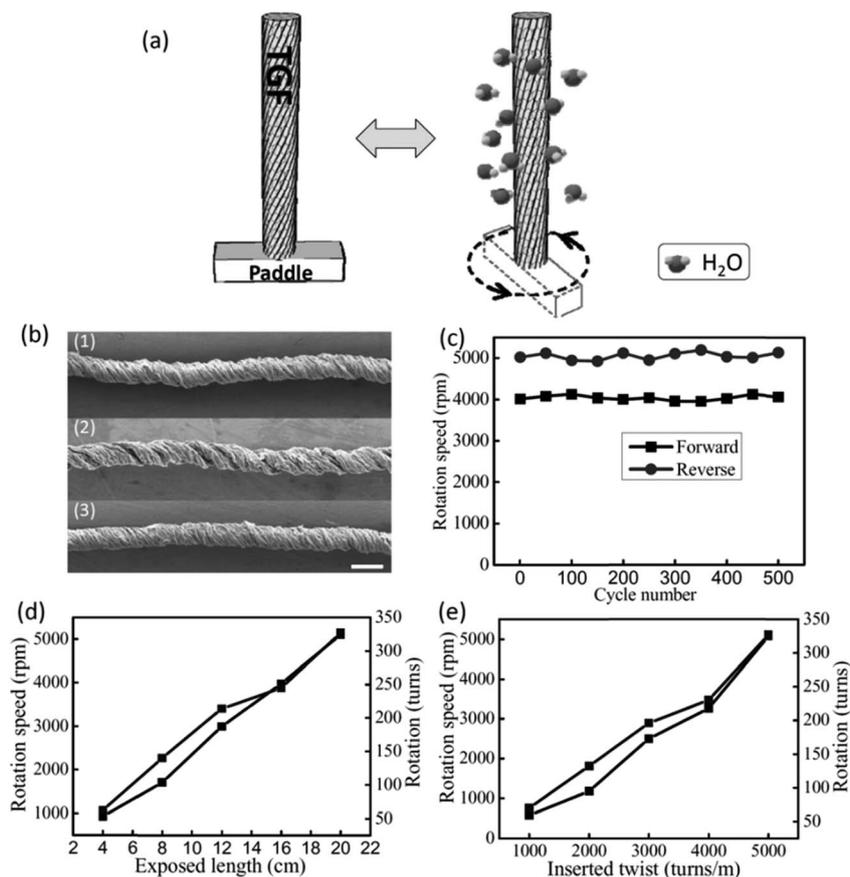 (a)
TGF
Paddle
H2O
(b)
(1)
(2)
(3)
(c)
Rotation speed (rpm)
5000
4000
3000
2000
1000
0
Forward
Reverse
0 100 200 300 400 500
Cycle number
(d)
Rotation speed (rpm)
5000
4000
3000
2000
1000
350
300
250
200
150
100
50
Rotation (turns)
2 4 6 8 10 12 14 16 18 20 22
Exposed length (cm)
(e)
Rotation speed (rpm)
5000
4000
3000
2000
1000
0
350
300
250
200
150
100
50
Rotation (turns)
1000 2000 3000 4000 5000
Inserted twist (turns/m)